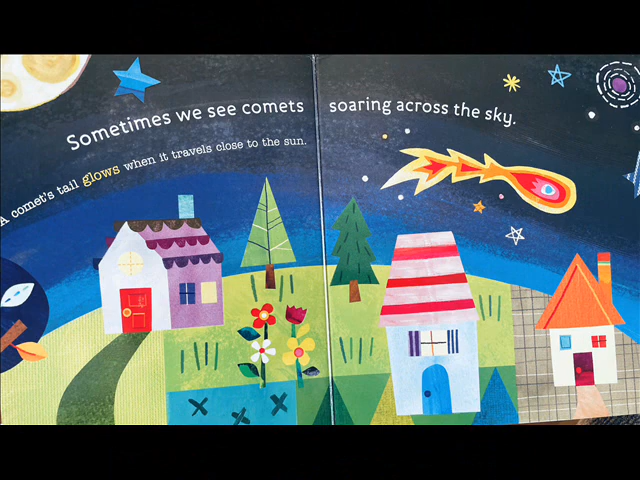 Sometimes we see comets soaring across the sky.
A comet's tail glows when it travels close to the sun.